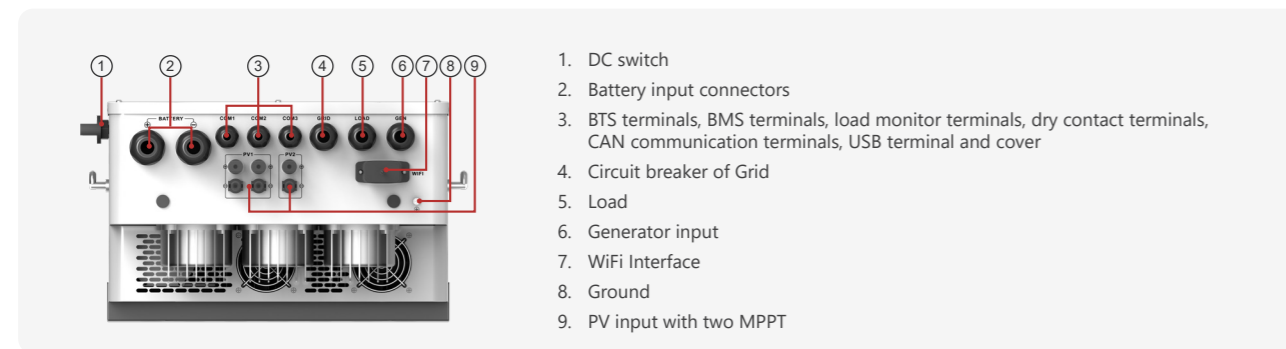 ① ② ③ ④ ⑤ ⑥ ⑦ ⑧ ⑨
⊕ BATTERY ⊖ COM1 COM2 COM3 GRID LOAD GEN
PV1 PV2
WIFI
1. DC switch
2. Battery input connectors
3. BTS terminals, BMS terminals, load monitor terminals, dry contact terminals,
CAN communication terminals, USB terminal and cover
4. Circuit breaker of Grid
5. Load
6. Generator input
7. WiFi Interface
8. Ground
9. PV input with two MPPT